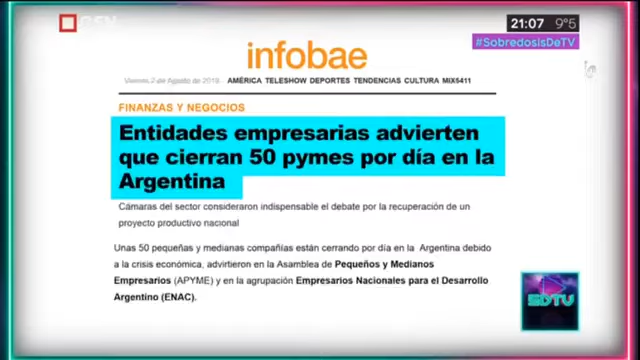 21:07 9°5
#SobredosisDeTV
infobae
Viernes 2 de Agosto de 2019 AMÉRICA TELESHOW DEPORTES TENDENCIAS CULTURA MIX5411
FINANZAS Y NEGOCIOS
Entidades empresarias advierten
que cierran 50 pymes por día en la
Argentina
Cámaras del sector consideraron indispensable el debate por la recuperación de un
proyecto productivo nacional
Unas 50 pequeñas y medianas compañías están cerrando por día en la Argentina debido
a la crisis económica, advirtieron en la Asamblea de Pequeños y Medianos
Empresarios (APYME) y en la agrupación Empresarios Nacionales para el Desarrollo
Argentino (ENAC).
SDTV